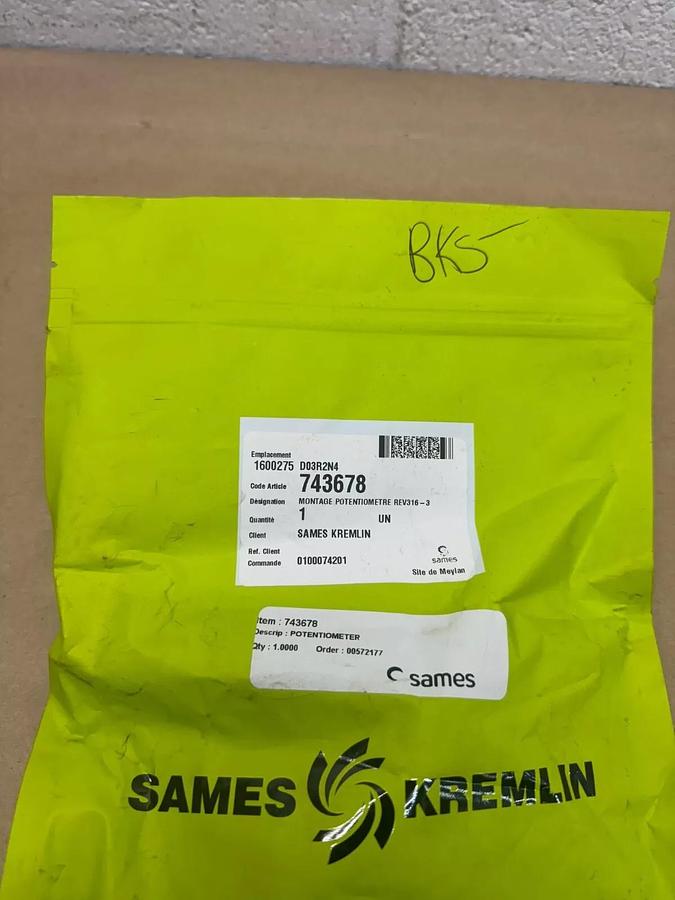 BKS
Emplacement
1600275 D03R2N4
Code Article 743678
Désignation MONTAGE POTENTIOMETRE REV316-3
Quantité 1 UN
Client SAMES KREMLIN
Ref. Client
Commande 0100074201
sames
Site de Meylan
Item : 743678
Descrip : POTENTIOMETER
Qty : 1.0000 Order : 00572177
sames
SAMES KREMLIN